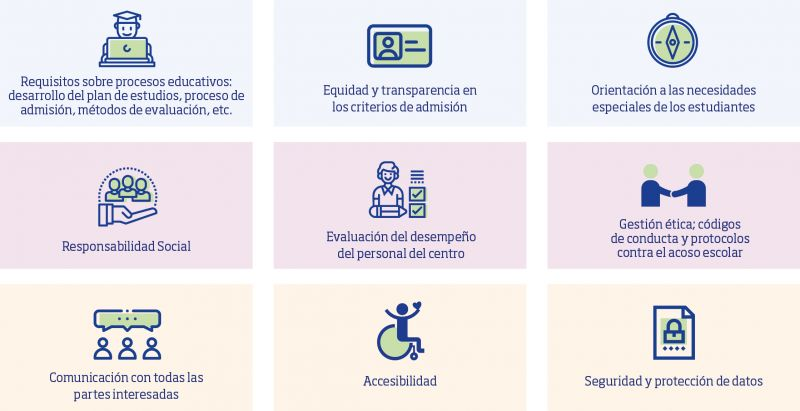 Requisitos sobre procesos educativos:
desarrollo del plan de estudios, proceso de
admisión, métodos de evaluación, etc.
Equidad y transparencia en
los criterios de admisión
Orientación a las necesidades
especiales de los estudiantes
Responsabilidad Social
Evaluación del desempeño
del personal del centro
Gestión ética; códigos
de conducta y protocolos
contra el acoso escolar
Comunicación con todas las
partes interesadas
Accesibilidad
Seguridad y protección de datos